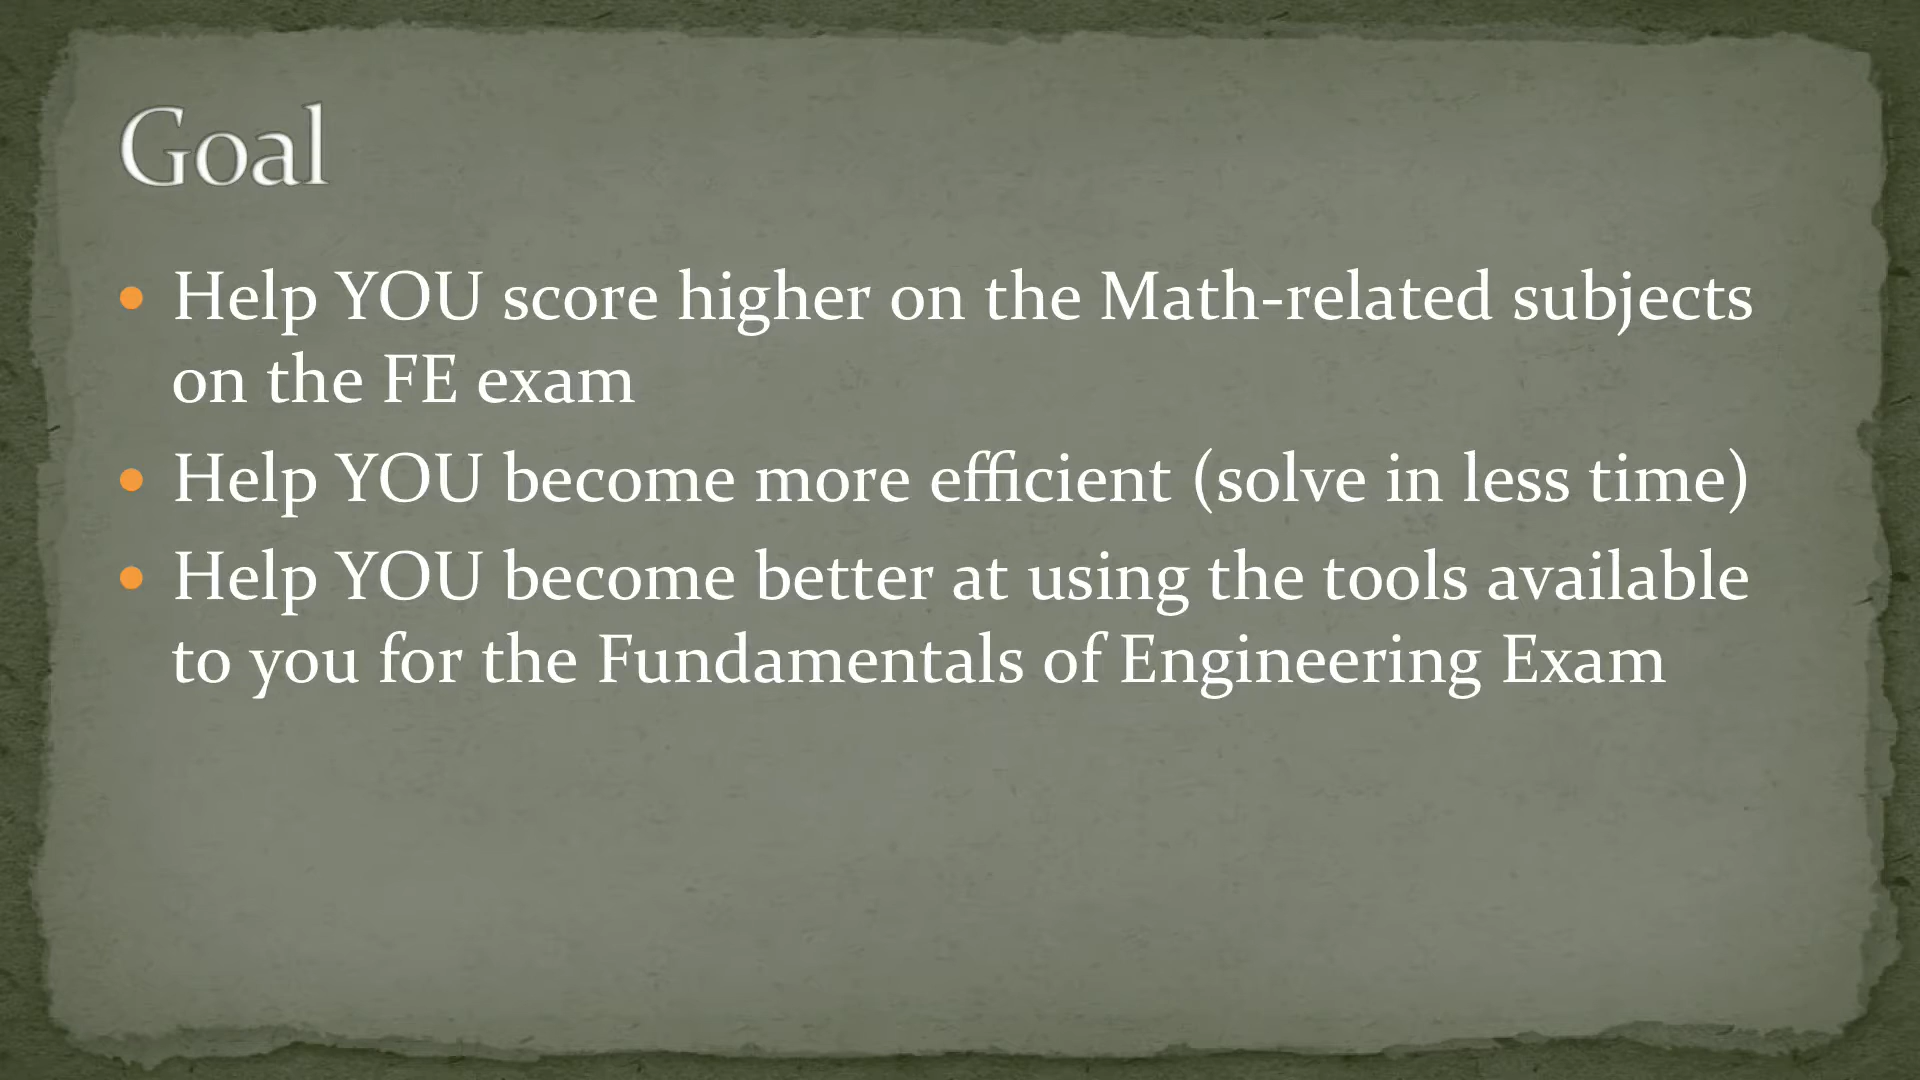 Goal
• Help YOU score higher on the Math-related subjects
on the FE exam
• Help YOU become more efficient (solve in less time)
• Help YOU become better at using the tools available
to you for the Fundamentals of Engineering Exam